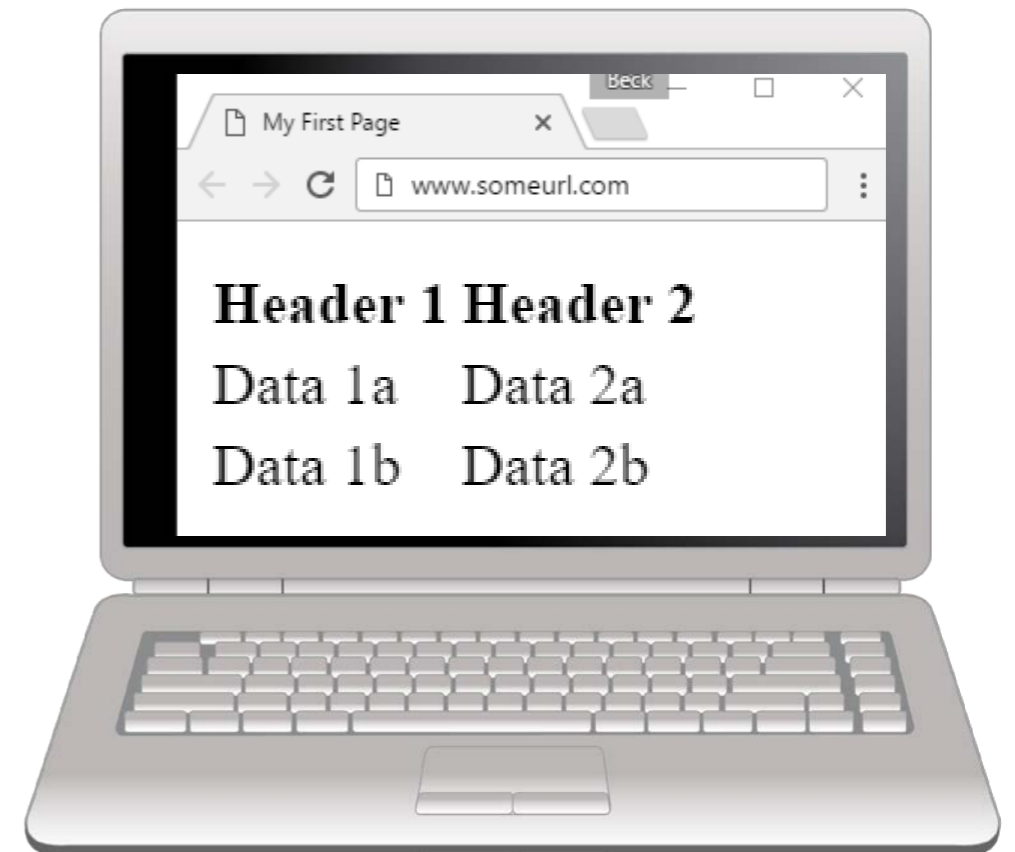 Beck
My First Page
www.someurl.com
Header 1 Header 2
Data 1a Data 2a
Data 1b Data 2b